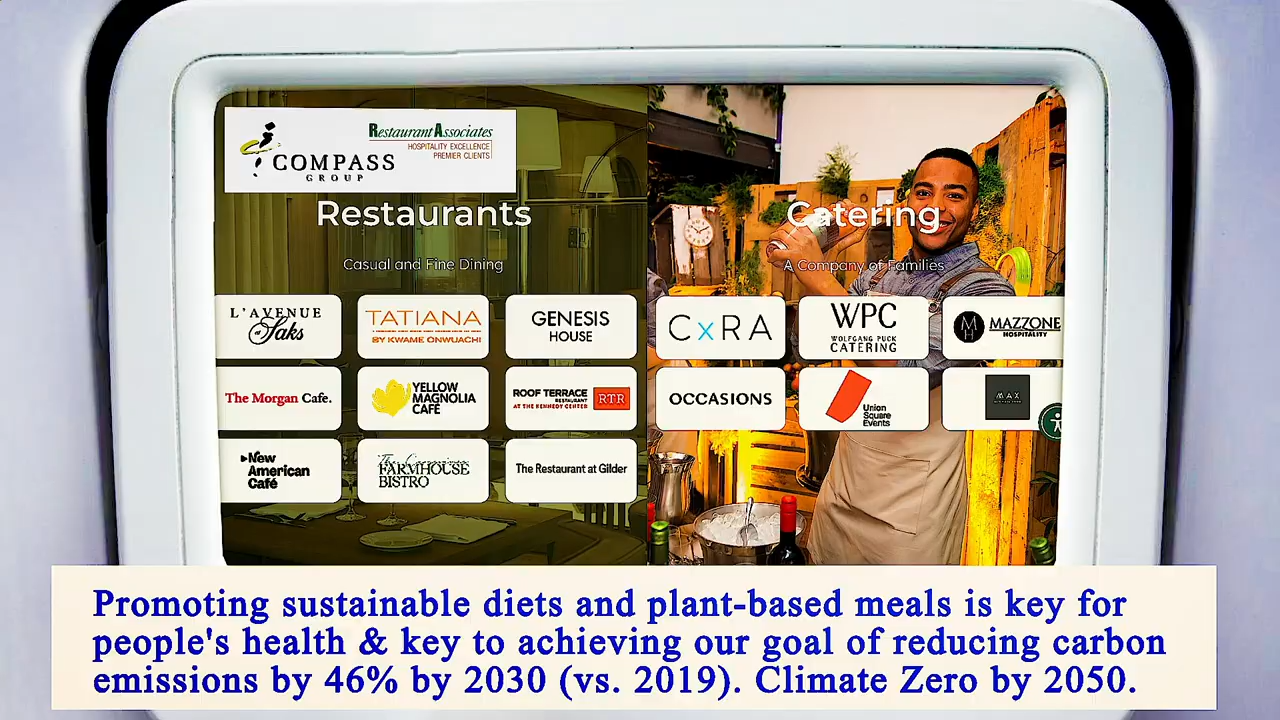 COMPASS
GROUP
Restaurant Associates
HOSPITALITY EXCELLENCE
PREMIER CLIENTS
Restaurants
Casual and Fine Dining
L'AVENUE
Saks
TATIANA
BY KWAME ONWUACHI
GENESIS
HOUSE
The Morgan Cafe.
YELLOW
MAGNOLIA
CAFÉ
ROOF TERRACE
RESTAURANT
AT THE KENNEDY CENTER
RTR
New
American
Café
FARMHOUSE
BISTRO
The Restaurant at Gilder
Catering
A Company of Families
CxRA
WPC
WOLFGANG PUCK
CATERING
MH
MAZZONE
HOSPITALITY
OCCASIONS
Union
Square
Events
MAX
Promoting sustainable diets and plant-based meals is key for
people's health & key to achieving our goal of reducing carbon
emissions by 46% by 2030 (vs. 2019). Climate Zero by 2050.